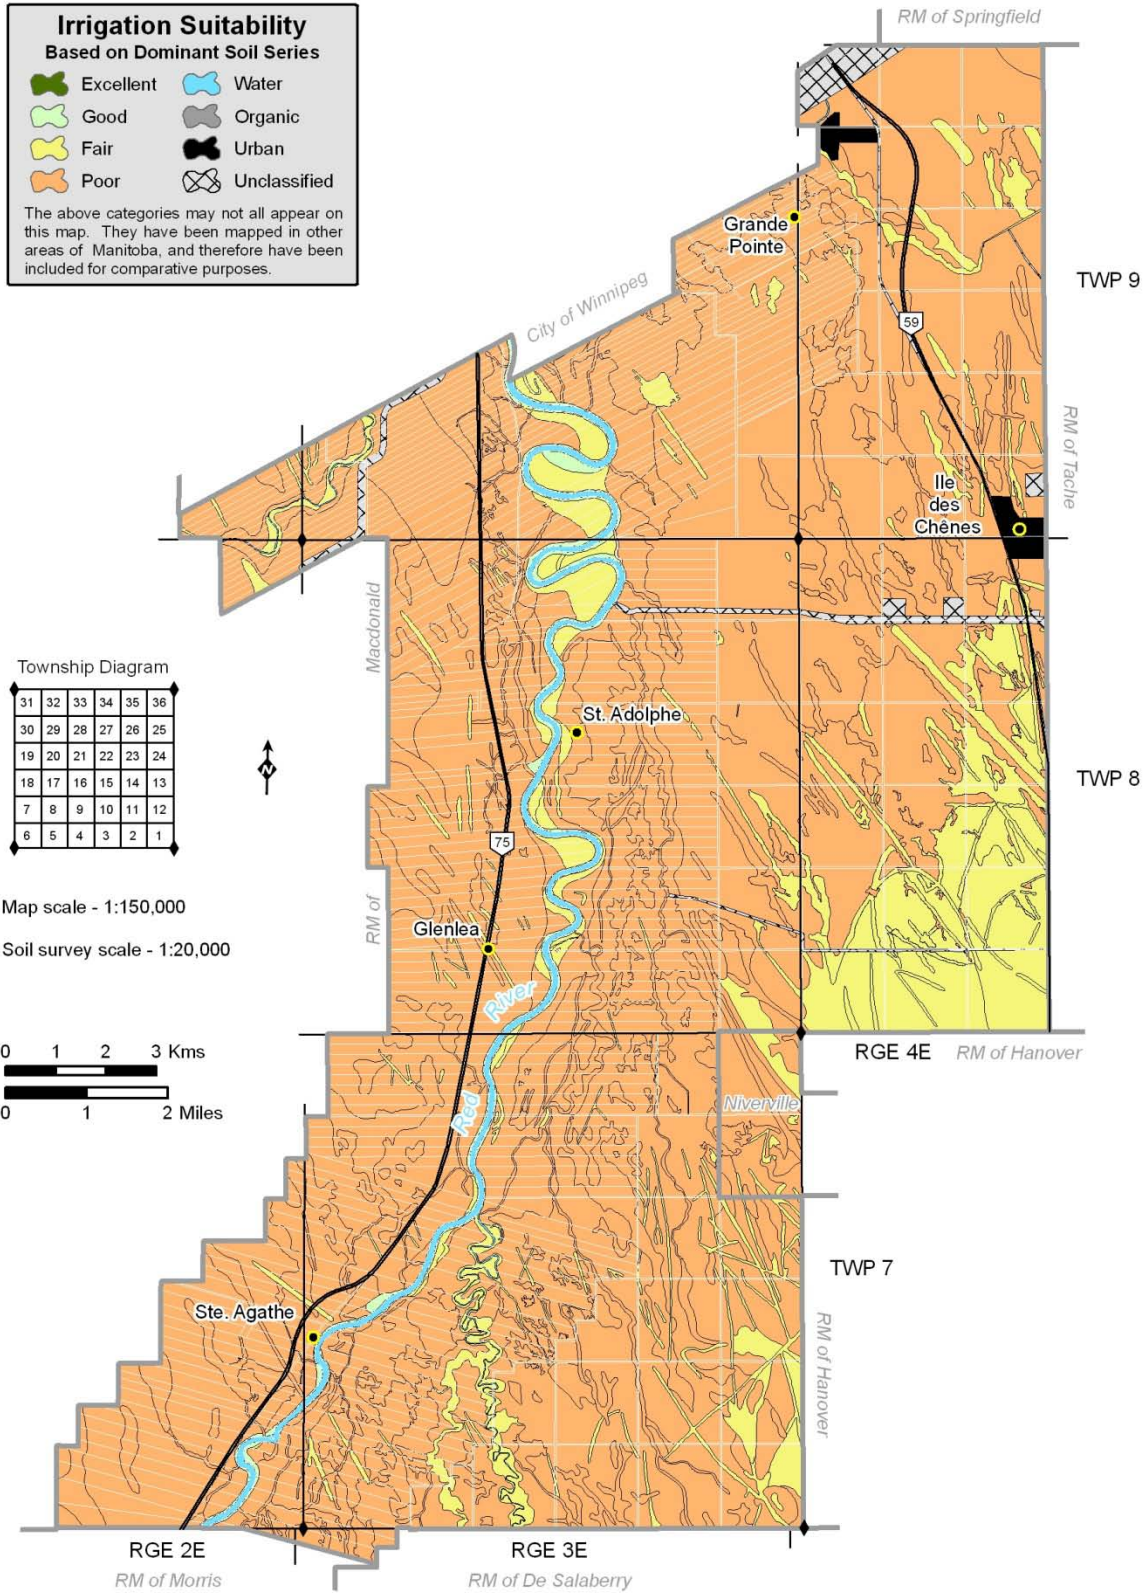 Irrigation Suitability
Based on Dominant Soil Series
Excellent Water
Good Organic
Fair Urban
Poor Unclassified
The above categories may not all appear on
this map. They have been mapped in other
areas of Manitoba, and therefore have been
included for comparative purposes.
RM of Springfield
Grande
Pointe
TWP 9
City of Winnipeg
59
RM of Tache
Ile
des
Chênes
Macdonald
RM of
Township Diagram
31 32 33 34 35 36
30 29 28 27 26 25
19 20 21 22 23 24
18 17 16 15 14 13
7 8 9 10 11 12
6 5 4 3 2 1
N
St. Adolphe
TWP 8
75
Map scale - 1:150,000
Soil survey scale - 1:20,000
Glenlea
River
Red
0 1 2 3 Kms
0 1 2 Miles
RGE 4E RM of Hanover
Niverville
TWP 7
Ste. Agathe
RM of Hanover
RGE 2E RGE 3E
RM of Morris RM of De Salaberry